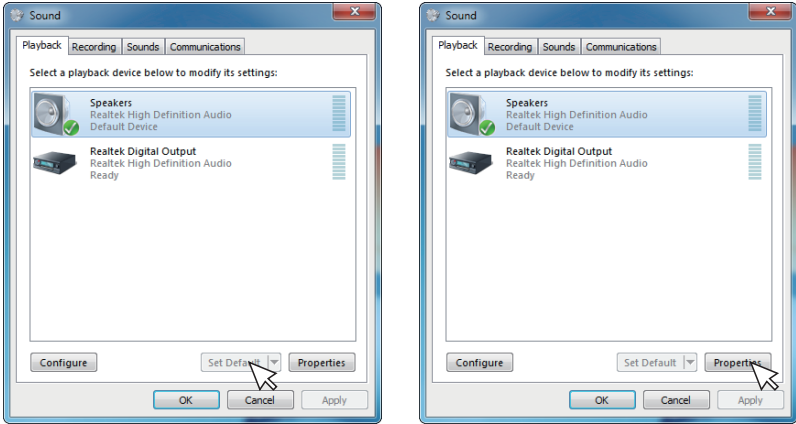 Sound
Playback Recording Sounds Communications
Select a playback device below to modify its settings:
Speakers
Realtek High Definition Audio
Default Device
Realtek Digital Output
Realtek High Definition Audio
Ready
Configure Set Default Properties
OK Cancel Apply
Sound
Playback Recording Sounds Communications
Select a playback device below to modify its settings:
Speakers
Realtek High Definition Audio
Default Device
Realtek Digital Output
Realtek High Definition Audio
Ready
Configure Set Default Properties
OK Cancel Apply